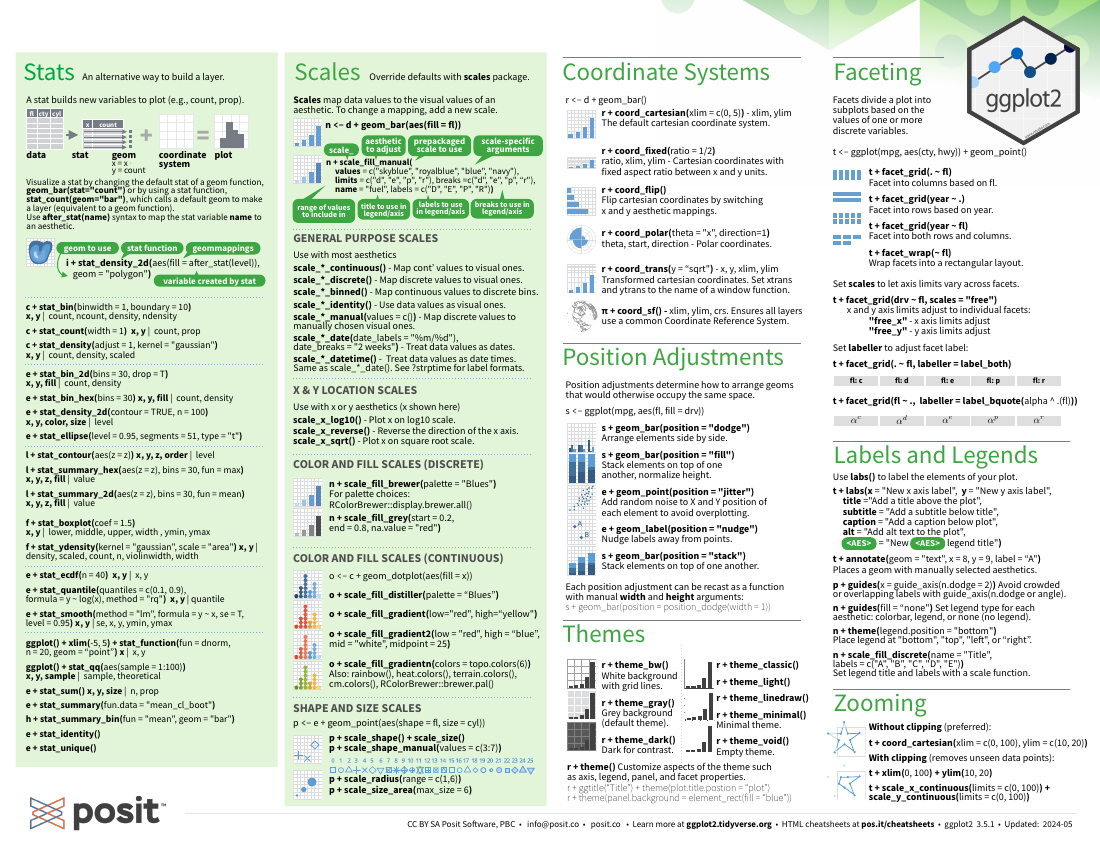 Stats An alternative way to build a layer.
A stat builds new variables to plot (e.g., count, prop).
fl cty cyl
x count
data stat geom coordinate plot
x = x system
y = count
Visualize a stat by changing the default stat of a geom function,
geom_bar(stat="count") or by using a stat function,
stat_count(geom="bar"), which calls a default geom to make
a layer (equivalent to a geom function).
Use after_stat(name) syntax to map the stat variable name to
an aesthetic.
geom to use stat function geommappings
i + stat_density_2d(aes(fill = after_stat(level)),
geom = "polygon")
variable created by stat
c + stat_bin(binwidth = 1, boundary = 10)
x, y | count, ncount, density, ndensity
c + stat_count(width = 1) x, y | count, prop
c + stat_density(adjust = 1, kernel = "gaussian")
x, y | count, density, scaled
e + stat_bin_2d(bins = 30, drop = T)
x, y, fill | count, density
e + stat_bin_hex(bins = 30) x, y, fill | count, density
e + stat_density_2d(contour = TRUE, n = 100)
x, y, color, size | level
e + stat_ellipse(level = 0.95, segments = 51, type = "t")
l + stat_contour(aes(z = z)) x, y, z, order | level
l + stat_summary_hex(aes(z = z), bins = 30, fun = max)
x, y, z, fill | value
l + stat_summary_2d(aes(z = z), bins = 30, fun = mean)
x, y, z, fill | value
f + stat_boxplot(coef = 1.5)
x, y | lower, middle, upper, width , ymin, ymax
f + stat_ydensity(kernel = "gaussian", scale = "area") x, y |
density, scaled, count, n, violinwidth, width
e + stat_ecdf(n = 40) x, y | x, y
e + stat_quantile(quantiles = c(0.1, 0.9),
formula = y ~ log(x), method = "rq") x, y | quantile
e + stat_smooth(method = "lm", formula = y ~ x, se = T,
level = 0.95) x, y | se, x, y, ymin, ymax
ggplot() + xlim(-5, 5) + stat_function(fun = dnorm,
n = 20, geom = "point") x | x, y
ggplot() + stat_qq(aes(sample = 1:100))
x, y, sample | sample, theoretical
e + stat_sum() x, y, size | n, prop
e + stat_summary(fun.data = "mean_cl_boot")
h + stat_summary_bin(fun = "mean", geom = "bar")
e + stat_identity()
e + stat_unique()
Scales Override defaults with scales package.
Scales map data values to the visual values of an
aesthetic. To change a mapping, add a new scale.
n <- d + geom_bar(aes(fill = fl))
scale_ aesthetic to adjust prepackaged scale to use scale-specific arguments
n + scale_fill_manual(
values = c("skyblue", "royalblue", "blue", "navy"),
limits = c("d", "e", "p", "r"), breaks =c("d", "e", "p", "r"),
name = "fuel", labels = c("D", "E", "P", "R"))
range of values to include in title to use in legend/axis labels to use in legend/axis breaks to use in legend/axis
GENERAL PURPOSE SCALES
Use with most aesthetics
scale_*_continuous() - Map cont' values to visual ones.
scale_*_discrete() - Map discrete values to visual ones.
scale_*_binned() - Map continuous values to discrete bins.
scale_*_identity() - Use data values as visual ones.
scale_*_manual(values = c()) - Map discrete values to
manually chosen visual ones.
scale_*_date(date_labels = "%m/%d"),
date_breaks = "2 weeks") - Treat data values as dates.
scale_*_datetime() - Treat data values as date times.
Same as scale_*_date(). See ?strptime for label formats.
X & Y LOCATION SCALES
Use with x or y aesthetics (x shown here)
scale_x_log10() - Plot x on log10 scale.
scale_x_reverse() - Reverse the direction of the x axis.
scale_x_sqrt() - Plot x on square root scale.
COLOR AND FILL SCALES (DISCRETE)
n + scale_fill_brewer(palette = "Blues")
For palette choices:
RColorBrewer::display.brewer.all()
n + scale_fill_grey(start = 0.2,
end = 0.8, na.value = "red")
COLOR AND FILL SCALES (CONTINUOUS)
o <- c + geom_dotplot(aes(fill = x))
o + scale_fill_distiller(palette = "Blues")
o + scale_fill_gradient(low="red", high="yellow")
o + scale_fill_gradient2(low = "red", high = "blue",
mid = "white", midpoint = 25)
o + scale_fill_gradientn(colors = topo.colors(6))
Also: rainbow(), heat.colors(), terrain.colors(),
cm.colors(), RColorBrewer::brewer.pal()
SHAPE AND SIZE SCALES
p <- e + geom_point(aes(shape = fl, size = cyl))
p + scale_shape() + scale_size()
p + scale_shape_manual(values = c(3:7))
0 1 2 3 4 5 6 7 8 9 10 11 12 13 14 15 16 17 18 19 20 21 22 23 24 25
p + scale_radius(range = c(1,6))
p + scale_size_area(max_size = 6)
Coordinate Systems
r <- d + geom_bar()
r + coord_cartesian(xlim = c(0, 5)) - xlim, ylim
The default cartesian coordinate system.
r + coord_fixed(ratio = 1/2)
ratio, xlim, ylim - Cartesian coordinates with
fixed aspect ratio between x and y units.
r + coord_flip()
Flip cartesian coordinates by switching
x and y aesthetic mappings.
r + coord_polar(theta = "x", direction=1)
theta, start, direction - Polar coordinates.
r + coord_trans(y = "sqrt") - x, y, xlim, ylim
Transformed cartesian coordinates. Set xtrans
and ytrans to the name of a window function.
π + coord_sf() - xlim, ylim, crs. Ensures all layers
use a common Coordinate Reference System.
Position Adjustments
Position adjustments determine how to arrange geoms
that would otherwise occupy the same space.
s <- ggplot(mpg, aes(fl, fill = drv))
s + geom_bar(position = "dodge")
Arrange elements side by side.
s + geom_bar(position = "fill")
Stack elements on top of one
another, normalize height.
e + geom_point(position = "jitter")
Add random noise to X and Y position of
each element to avoid overplotting.
e + geom_label(position = "nudge")
Nudge labels away from points.
s + geom_bar(position = "stack")
Stack elements on top of one another.
Each position adjustment can be recast as a function
with manual width and height arguments:
s + geom_bar(position = position_dodge(width = 1))
Themes
r + theme_bw()
White background
with grid lines.
r + theme_gray()
Grey background
(default theme).
r + theme_dark()
Dark for contrast.
r + theme_classic()
r + theme_light()
r + theme_linedraw()
r + theme_minimal()
Minimal theme.
r + theme_void()
Empty theme.
r + theme() Customize aspects of the theme such
as axis, legend, panel, and facet properties.
r + ggtitle("Title") + theme(plot.title.postion = "plot")
r + theme(panel.background = element_rect(fill = "blue"))
ggplot2
Faceting
Facets divide a plot into
subplots based on the
values of one or more
discrete variables.
t <- ggplot(mpg, aes(cty, hwy)) + geom_point()
t + facet_grid(. ~ fl)
Facet into columns based on fl.
t + facet_grid(year ~ .)
Facet into rows based on year.
t + facet_grid(year ~ fl)
Facet into both rows and columns.
t + facet_wrap(~ fl)
Wrap facets into a rectangular layout.
Set scales to let axis limits vary across facets.
t + facet_grid(drv ~ fl, scales = "free")
x and y axis limits adjust to individual facets:
"free_x" - x axis limits adjust
"free_y" - y axis limits adjust
Set labeller to adjust facet label:
t + facet_grid(. ~ fl, labeller = label_both)
fl: c fl: d fl: e fl: p fl: r
t + facet_grid(fl ~ ., labeller = label_bquote(alpha ^ .(fl)))
αᶜ αᵈ αᵉ αᵖ αʳ
Labels and Legends
Use labs() to label the elements of your plot.
t + labs(x = "New x axis label", y = "New y axis label",
title ="Add a title above the plot",
subtitle = "Add a subtitle below title",
caption = "Add a caption below plot",
alt = "Add alt text to the plot",
<AES> = "New <AES> legend title")
t + annotate(geom = "text", x = 8, y = 9, label = "A")
Places a geom with manually selected aesthetics.
p + guides(x = guide_axis(n.dodge = 2)) Avoid crowded
or overlapping labels with guide_axis(n.dodge or angle).
n + guides(fill = "none") Set legend type for each
aesthetic: colorbar, legend, or none (no legend).
n + theme(legend.position = "bottom")
Place legend at "bottom", "top", "left", or "right".
n + scale_fill_discrete(name = "Title",
labels = c("A", "B", "C", "D", "E"))
Set legend title and labels with a scale function.
Zooming
Without clipping (preferred):
t + coord_cartesian(xlim = c(0, 100), ylim = c(10, 20))
With clipping (removes unseen data points):
t + xlim(0, 100) + ylim(10, 20)
t + scale_x_continuous(limits = c(0, 100)) +
scale_y_continuous(limits = c(0, 100))
posit™
CC BY SA Posit Software, PBC • info@posit.co • posit.co • Learn more at ggplot2.tidyverse.org • HTML cheatsheets at pos.it/cheatsheets • ggplot2 3.5.1 • Updated: 2024-05